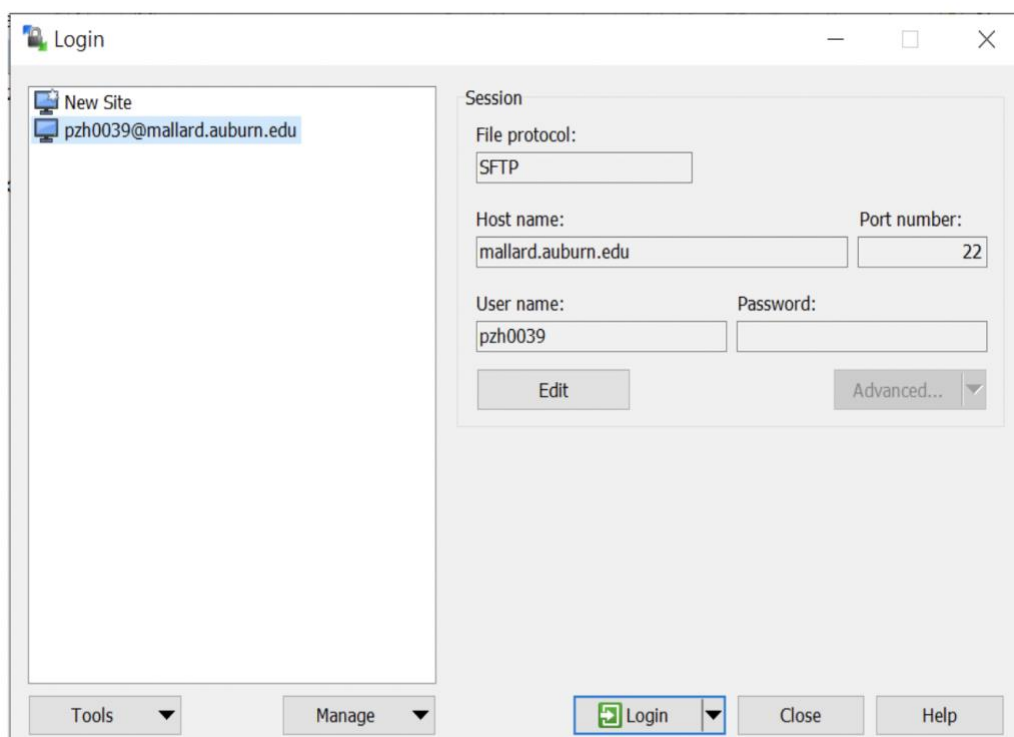 Login
New Site
pzh0039@mallard.auburn.edu
Session
File protocol:
SFTP
Host name:
Port number:
mallard.auburn.edu
22
User name:
Password:
pzh0039
Edit
Advanced...
Tools
Manage
Login
Close
Help